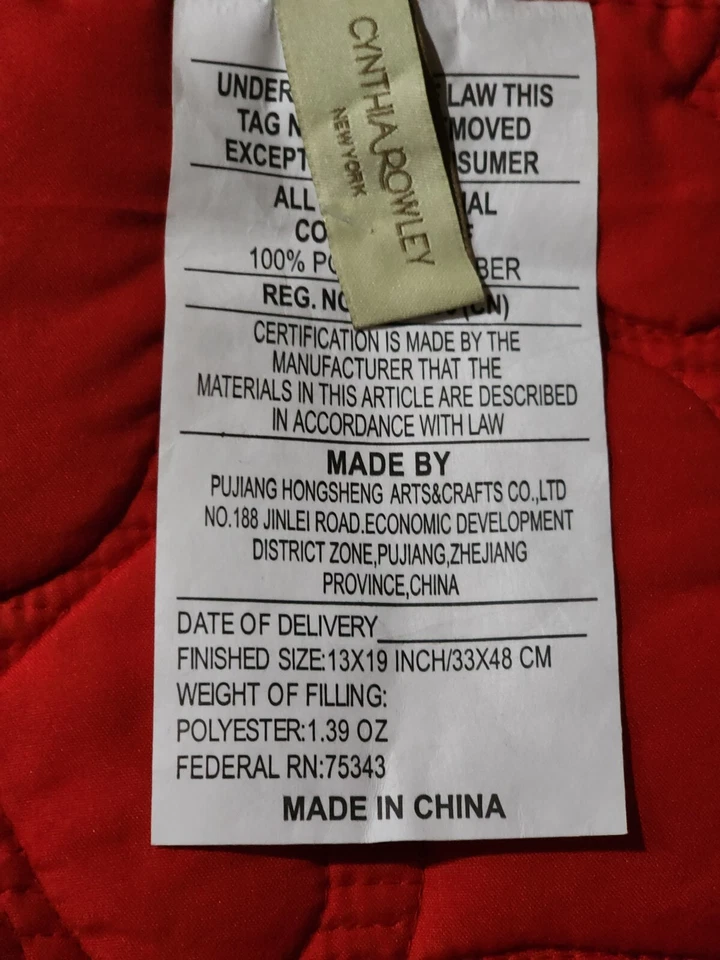 CYNTHIA ROWLEY
NEW YORK
UNDER LAW THIS
TAG MOVED
EXCEPT SUMER
ALL
CO
100% BER
REG. NO (CN)
CERTIFICATION IS MADE BY THE
MANUFACTURER THAT THE
MATERIALS IN THIS ARTICLE ARE DESCRIBED
IN ACCORDANCE WITH LAW
MADE BY
PUJIANG HONGSHENG ARTS&CRAFTS CO.,LTD
NO.188 JINLEI ROAD.ECONOMIC DEVELOPMENT
DISTRICT ZONE,PUJIANG,ZHEJIANG
PROVINCE,CHINA
DATE OF DELIVERY
FINISHED SIZE:13X19 INCH/33X48 CM
WEIGHT OF FILLING:
POLYESTER:1.39 OZ
FEDERAL RN:75343
MADE IN CHINA